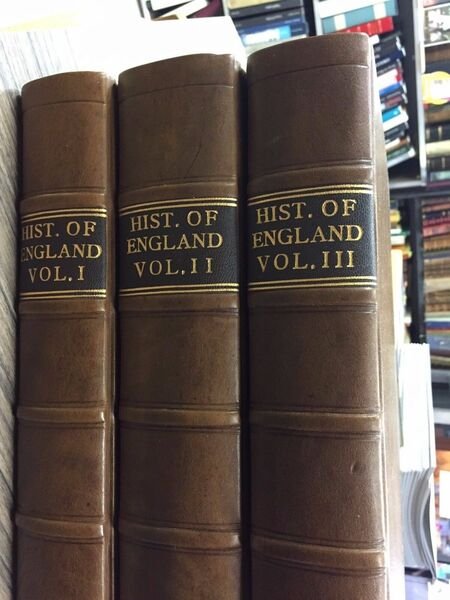 HIST. OF
ENGLAND
VOL. I
HIST. OF
ENGLAND
VOL. II
HIST. OF
ENGLAND
VOL. III